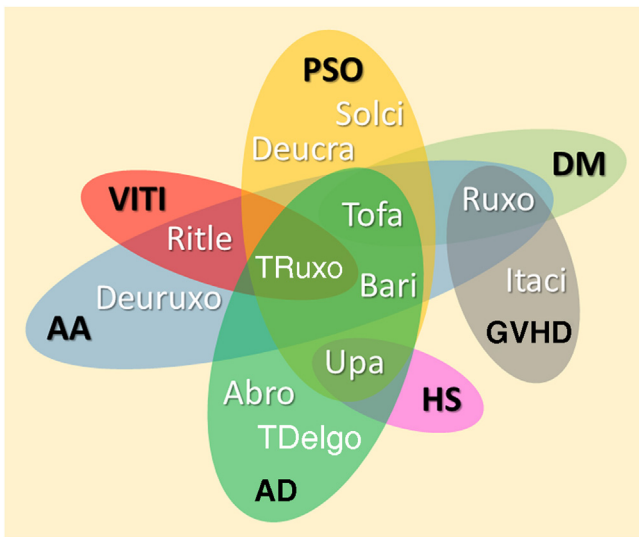 PSO
Solci
Deucra
DM
VITI
Ruxo
Tofa
Ritle
TRuxo
Itaci
Bari
Deuruxo
AA
GVHD
Upa
Abro
HS
TDelgo
AD